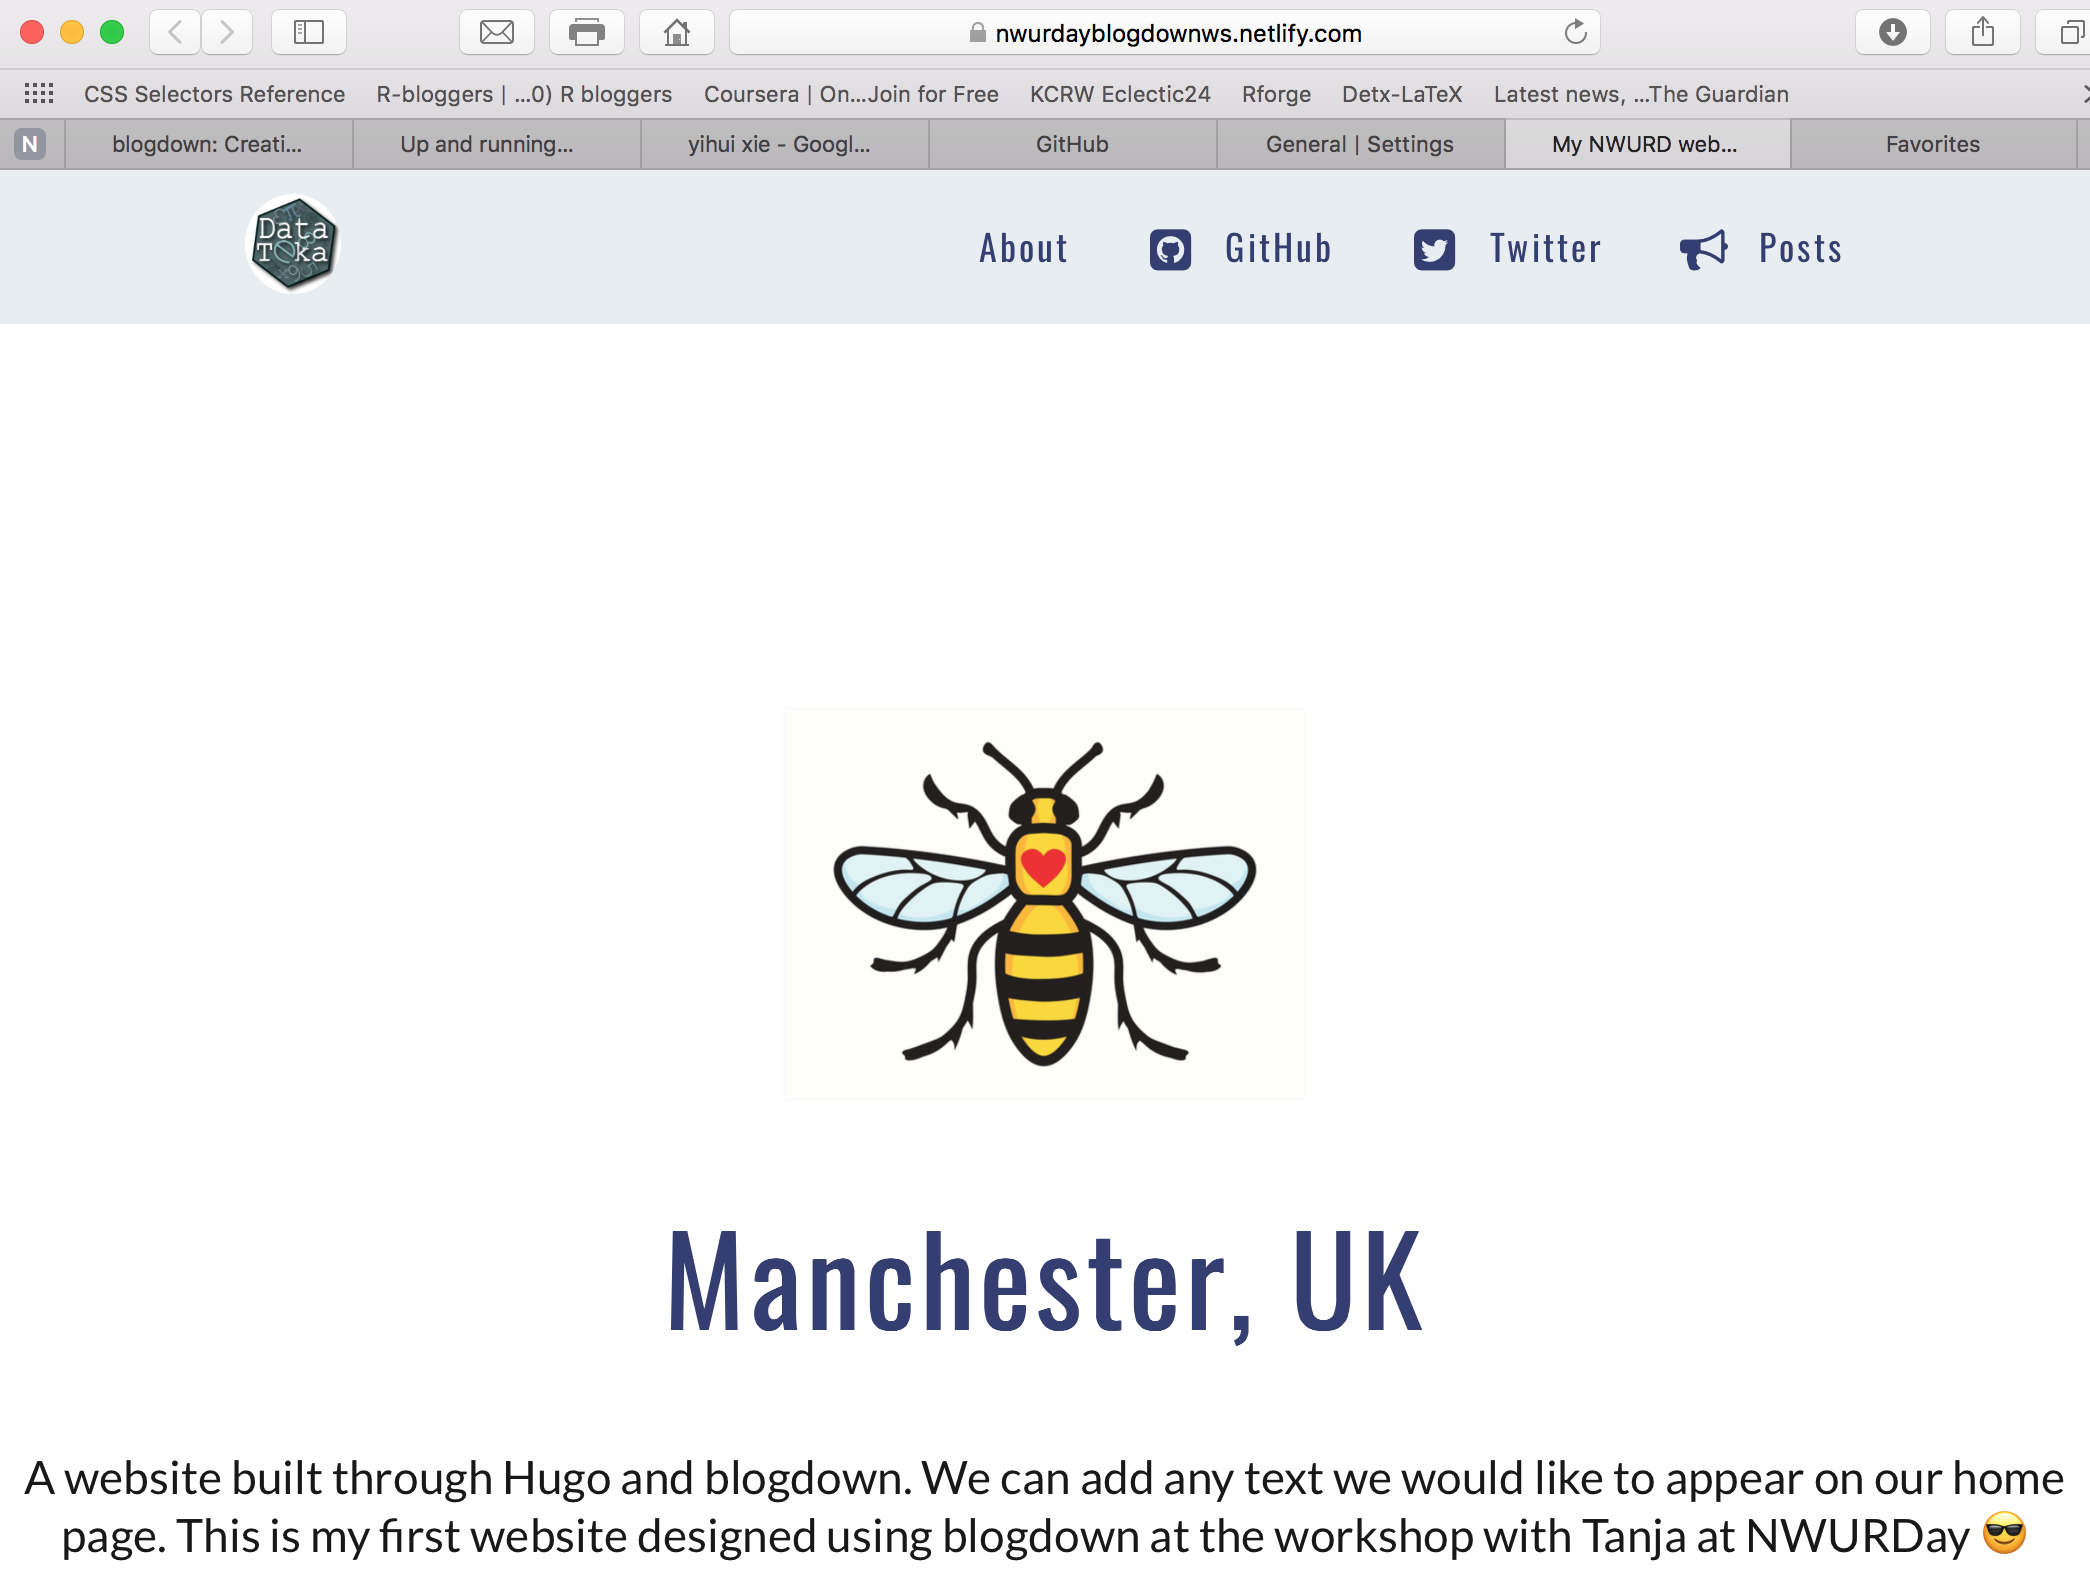 nwurdayblogdownws.netlify.com
CSS Selectors Reference R-bloggers | ...0) R bloggers Coursera | On...Join for Free KCRW Eclectic24 Rforge Detx-LaTeX Latest news, ...The Guardian
N blogdown: Creati... Up and running... yihui xie - Googl... GitHub General | Settings My NWURD web... Favorites
Data
Teka
About GitHub Twitter Posts
Manchester, UK
A website built through Hugo and blogdown. We can add any text we would like to appear on our home
page. This is my first website designed using blogdown at the workshop with Tanja at NWURDay 😎